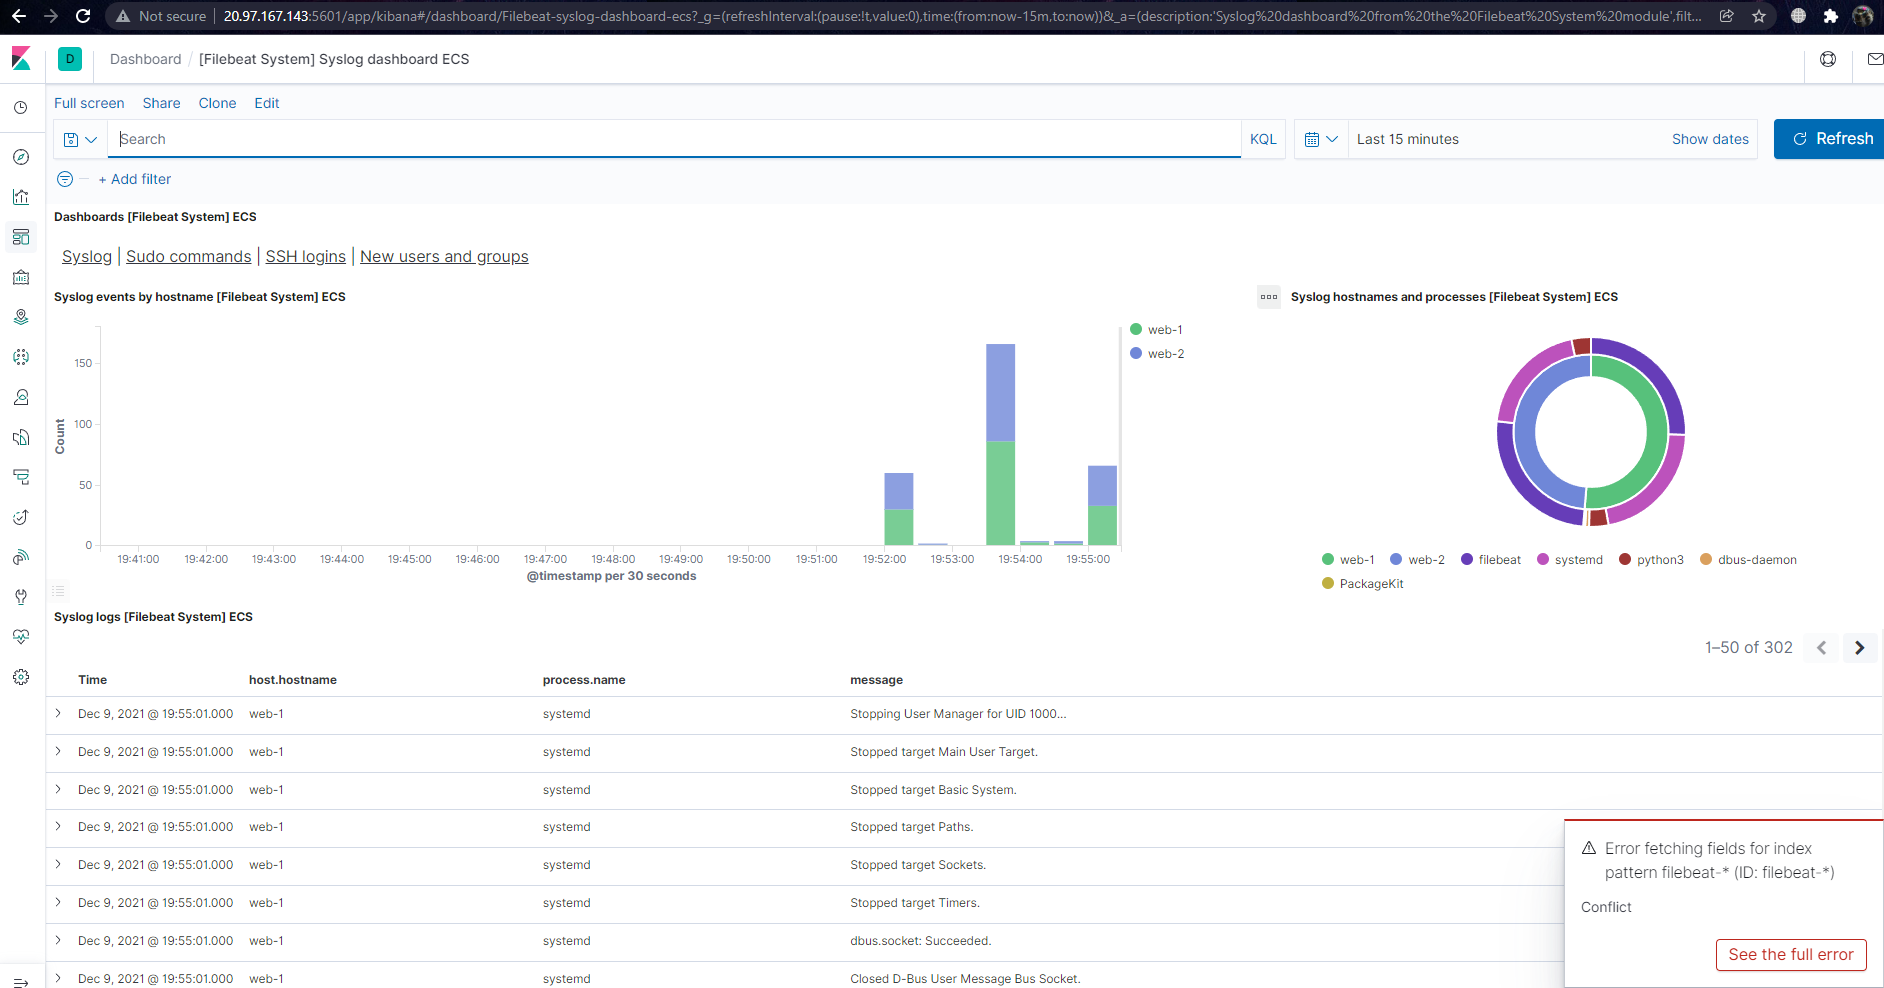 Not secure | 20.97.167.143:5601/app/kibana#/dashboard/Filebeat-syslog-dashboard-ecs?_g=(refreshInterval:(pause:!t,value:0),time:(from:now-15m,to:now))&_a=(description:'Syslog%20dashboard%20from%20the%20Filebeat%20System%20module',filt...
D Dashboard / [Filebeat System] Syslog dashboard ECS
Full screen Share Clone Edit
Search KQL Last 15 minutes Show dates Refresh
+ Add filter
Dashboards [Filebeat System] ECS
Syslog | Sudo commands | SSH logins | New users and groups
Syslog events by hostname [Filebeat System] ECS
Count
150
100
50
0
19:41:00 19:42:00 19:43:00 19:44:00 19:45:00 19:46:00 19:47:00 19:48:00 19:49:00 19:50:00 19:51:00 19:52:00 19:53:00 19:54:00 19:55:00
@timestamp per 30 seconds
web-1
web-2
Syslog hostnames and processes [Filebeat System] ECS
web-1 web-2 filebeat systemd python3 dbus-daemon
PackageKit
Syslog logs [Filebeat System] ECS
1–50 of 302
Time host.hostname process.name message
Dec 9, 2021 @ 19:55:01.000 web-1 systemd Stopping User Manager for UID 1000...
Dec 9, 2021 @ 19:55:01.000 web-1 systemd Stopped target Main User Target.
Dec 9, 2021 @ 19:55:01.000 web-1 systemd Stopped target Basic System.
Dec 9, 2021 @ 19:55:01.000 web-1 systemd Stopped target Paths.
Dec 9, 2021 @ 19:55:01.000 web-1 systemd Stopped target Sockets.
Dec 9, 2021 @ 19:55:01.000 web-1 systemd Stopped target Timers.
Dec 9, 2021 @ 19:55:01.000 web-1 systemd dbus.socket: Succeeded.
Dec 9, 2021 @ 19:55:01.000 web-1 systemd Closed D-Bus User Message Bus Socket.
Error fetching fields for index
pattern filebeat-* (ID: filebeat-*)
Conflict
See the full error